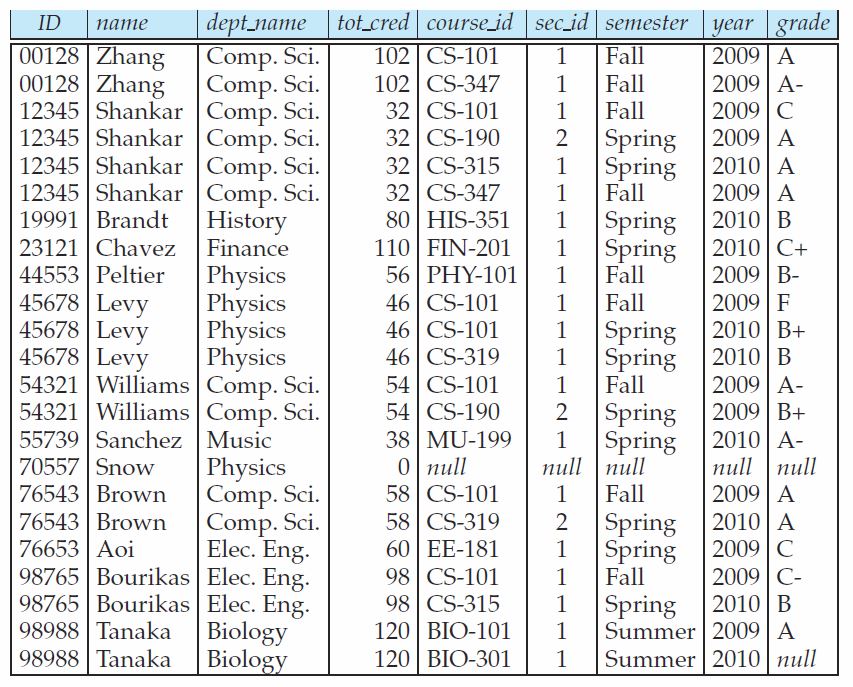 ID name dept_name tot_cred course_id sec_id semester year grade
00128 Zhang Comp. Sci. 102 CS-101 1 Fall 2009 A
00128 Zhang Comp. Sci. 102 CS-347 1 Fall 2009 A-
12345 Shankar Comp. Sci. 32 CS-101 1 Fall 2009 C
12345 Shankar Comp. Sci. 32 CS-190 2 Spring 2009 A
12345 Shankar Comp. Sci. 32 CS-315 1 Spring 2010 A
12345 Shankar Comp. Sci. 32 CS-347 1 Fall 2009 A
19991 Brandt History 80 HIS-351 1 Spring 2010 B
23121 Chavez Finance 110 FIN-201 1 Spring 2010 C+
44553 Peltier Physics 56 PHY-101 1 Fall 2009 B-
45678 Levy Physics 46 CS-101 1 Fall 2009 F
45678 Levy Physics 46 CS-101 1 Spring 2010 B+
45678 Levy Physics 46 CS-319 1 Spring 2010 B
54321 Williams Comp. Sci. 54 CS-101 1 Fall 2009 A-
54321 Williams Comp. Sci. 54 CS-190 2 Spring 2009 B+
55739 Sanchez Music 38 MU-199 1 Spring 2010 A-
70557 Snow Physics 0 null null null null null
76543 Brown Comp. Sci. 58 CS-101 1 Fall 2009 A
76543 Brown Comp. Sci. 58 CS-319 2 Spring 2010 A
76653 Aoi Elec. Eng. 60 EE-181 1 Spring 2009 C
98765 Bourikas Elec. Eng. 98 CS-101 1 Fall 2009 C-
98765 Bourikas Elec. Eng. 98 CS-315 1 Spring 2010 B
98988 Tanaka Biology 120 BIO-101 1 Summer 2009 A
98988 Tanaka Biology 120 BIO-301 1 Summer 2010 null